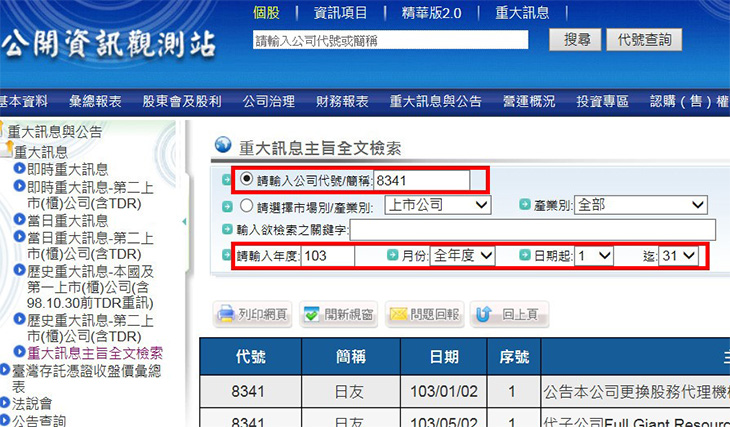 個股 | 資訊項目 | 精華版2.0 | 重大訊息 |
公開資訊觀測站
請輸入公司代號或簡稱 搜尋 代號查詢
基本資料 彙總報表 股東會及股利 公司治理 財務報表 重大訊息與公告 營運概況 投資專區 認購(售)權
重大訊息與公告
重大訊息
即時重大訊息
即時重大訊息-第二上
市(櫃)公司(含TDR)
當日重大訊息
當日重大訊息-第二上
市(櫃)公司(含TDR)
歷史重大訊息-本國及
第一上市(櫃)公司(含
98.10.30前TDR重訊)
歷史重大訊息-第二上
市(櫃)公司(含TDR)
重大訊息主旨全文檢索
臺灣存託憑證收盤價彙總
表
法說會
公告查詢
重大訊息主旨全文檢索
請輸入公司代號/簡稱: 8341
請選擇市場別/產業別: 上市公司 產業別: 全部
輸入欲檢索之關鍵字:
請輸入年度: 103 月份: 全年度 日期起: 1 迄: 31
列印網頁 開新視窗 問題回報 回上頁
代號 簡稱 日期 序號 主
8341 日友 103/01/02 1 公告本公司更換股務代理機構
8341 日友 103/05/02 1 代子公司Full Giant Resourc